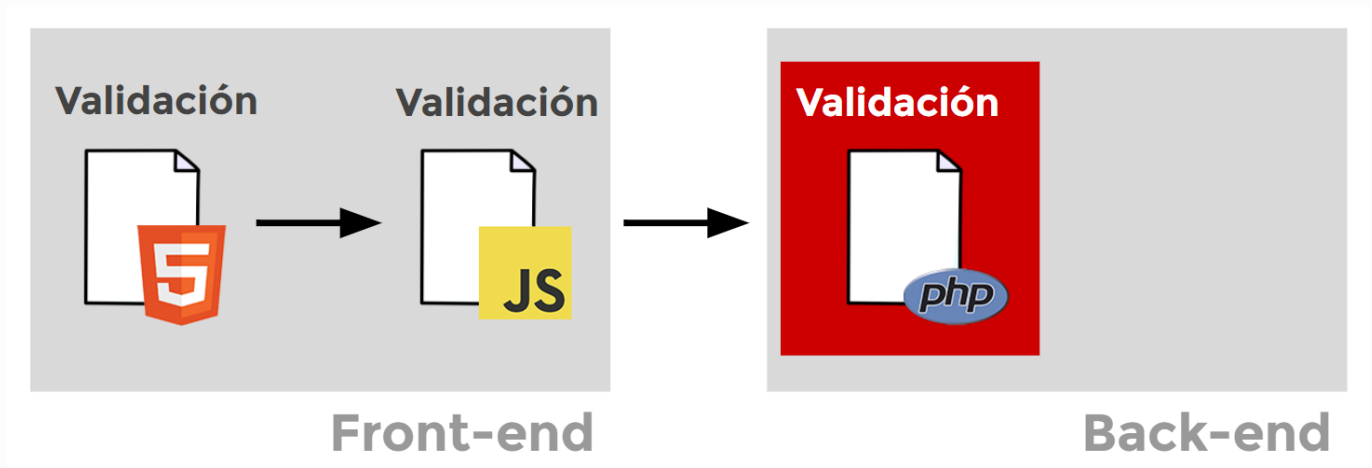 Validación
Validación
Validación
5
JS
php
Front-end
Back-end